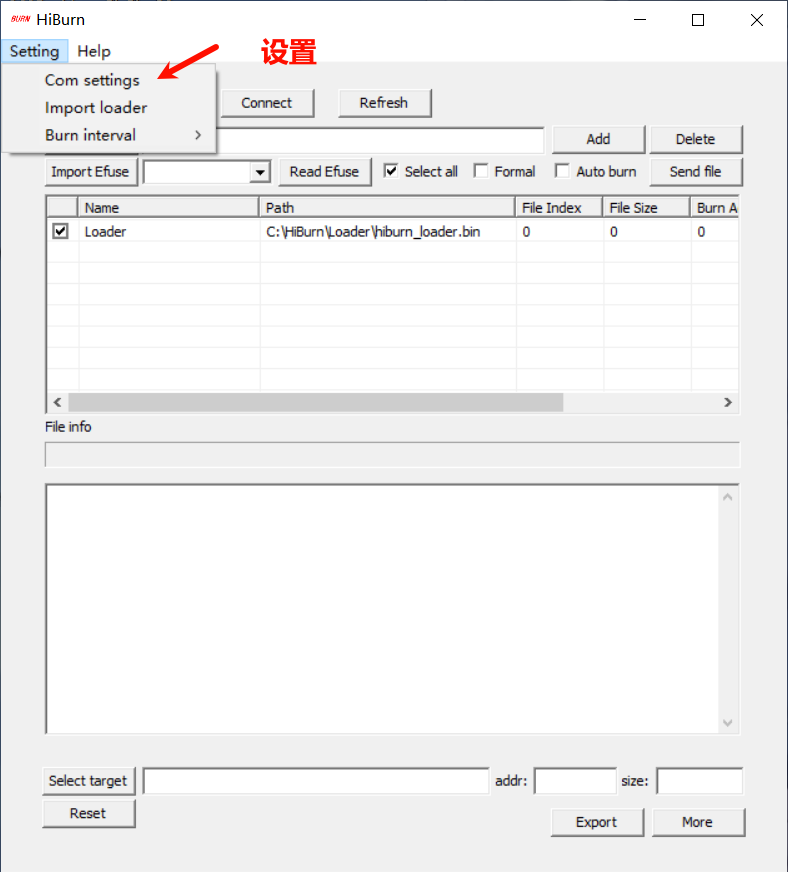 BURN HiBurn
Setting Help
设置
Com settings
Import loader
Burn interval
Connect Refresh
Add Delete
Import Efuse Read Efuse Select all Formal Auto burn Send file
Name Path File Index File Size Burn A
Loader C:\HiBurn\Loader\hiburn_loader.bin 0 0 0
File info
Select target addr: size:
Reset
Export More